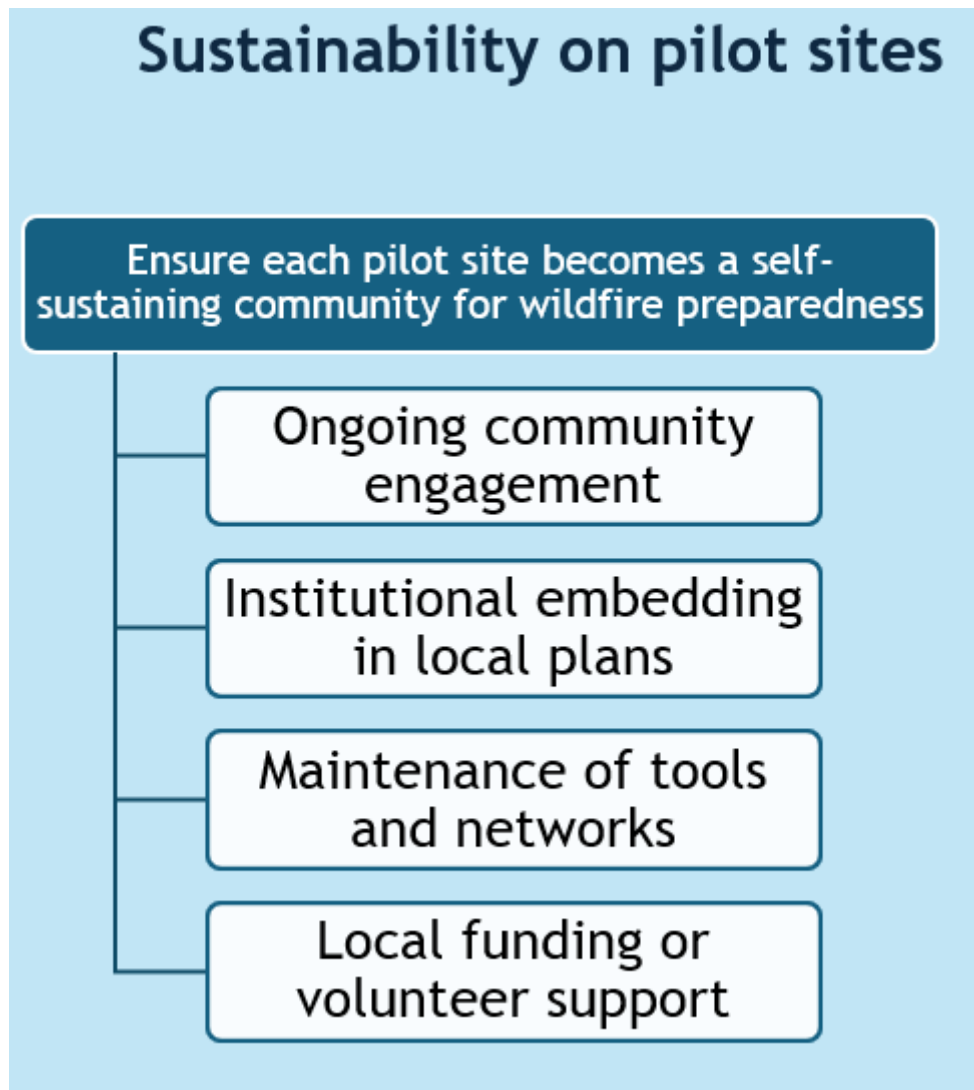 Sustainability on pilot sites
Ensure each pilot site becomes a self-
sustaining community for wildfire preparedness
Ongoing community
engagement
Institutional embedding
in local plans
Maintenance of tools
and networks
Local funding or
volunteer support